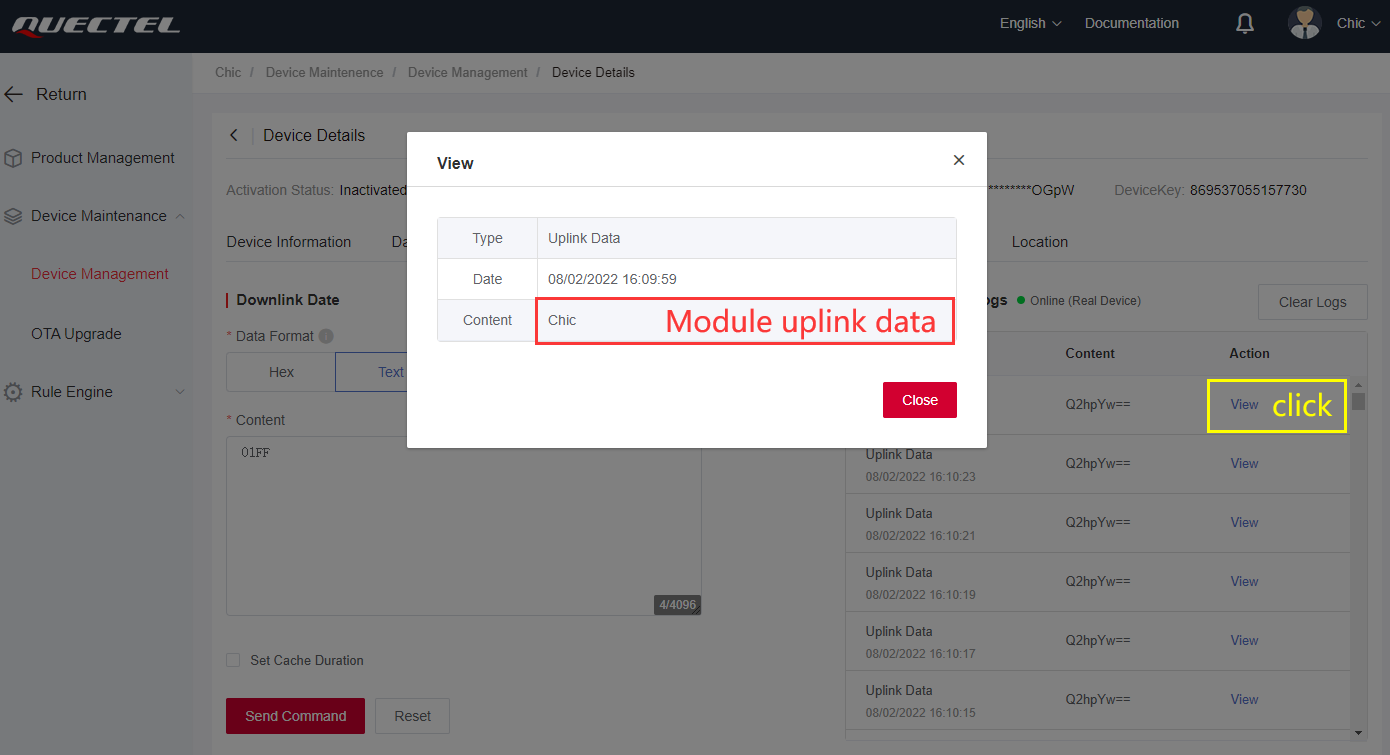 QUECTEL
English
Documentation
Chic
Return
Product Management
Device Maintenance
Device Management
OTA Upgrade
Rule Engine
Chic / Device Maintenence / Device Management / Device Details
Device Details
Activation Status: Inactivated
********OGpW
DeviceKey: 869537055157730
Device Information
Da
Location
Downlink Date
* Data Format
Hex
Text
* Content
01FF
4/4096
Set Cache Duration
Send Command
Reset
View
Type Uplink Data
Date 08/02/2022 16:09:59
Content Chic Module uplink data
Close
ogs Online (Real Device)
Clear Logs
Content Action
Q2hpYw== View click
Uplink Data
08/02/2022 16:10:23
Q2hpYw== View
Uplink Data
08/02/2022 16:10:21
Q2hpYw== View
Uplink Data
08/02/2022 16:10:19
Q2hpYw== View
Uplink Data
08/02/2022 16:10:17
Q2hpYw== View
Uplink Data
08/02/2022 16:10:15
Q2hpYw== View